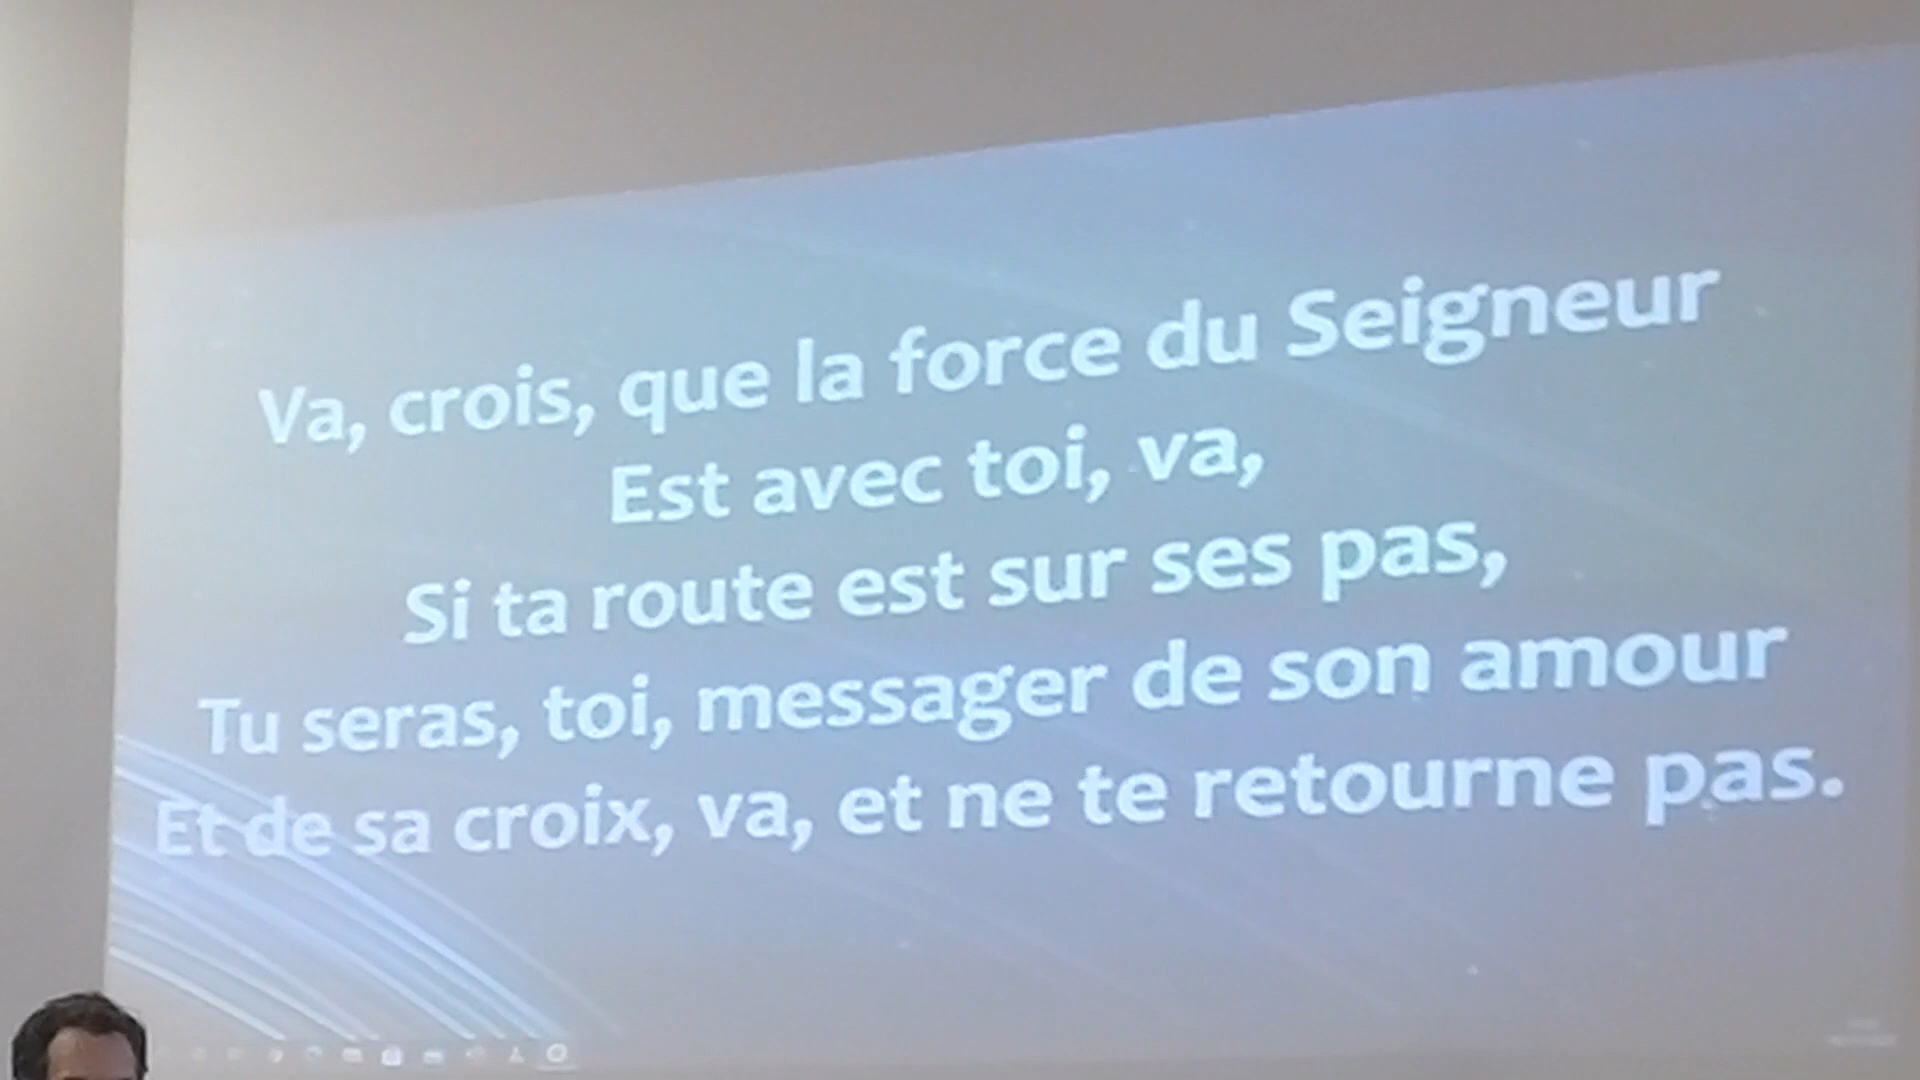 Va, crois, que la force du Seigneur
Est avec toi, va,
Si ta route est sur ses pas,
Tu seras, toi, messager de son amour
Et de sa croix, va, et ne te retourne pas.